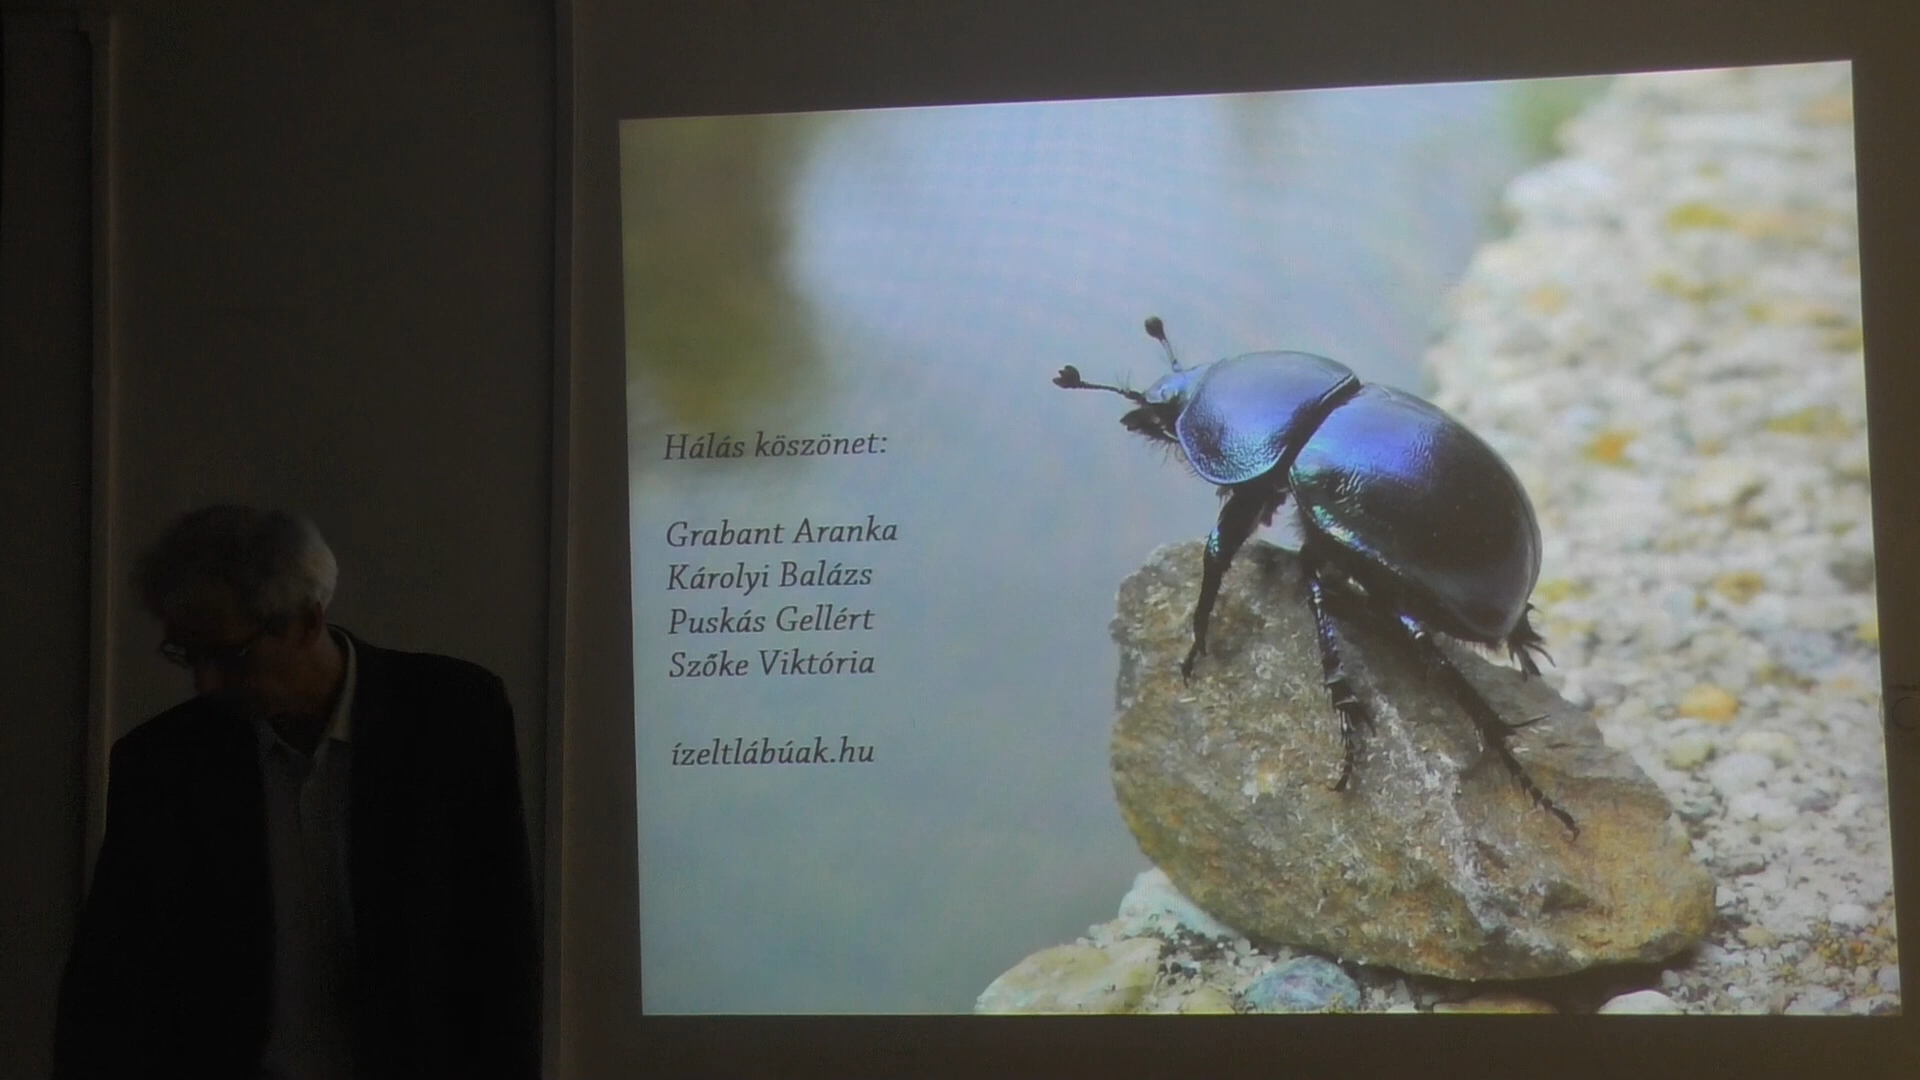 Hálás köszönet:
Grabant Aranka
Károlyi Balázs
Puskás Gellért
Szőke Viktória
ízeltlábúak.hu